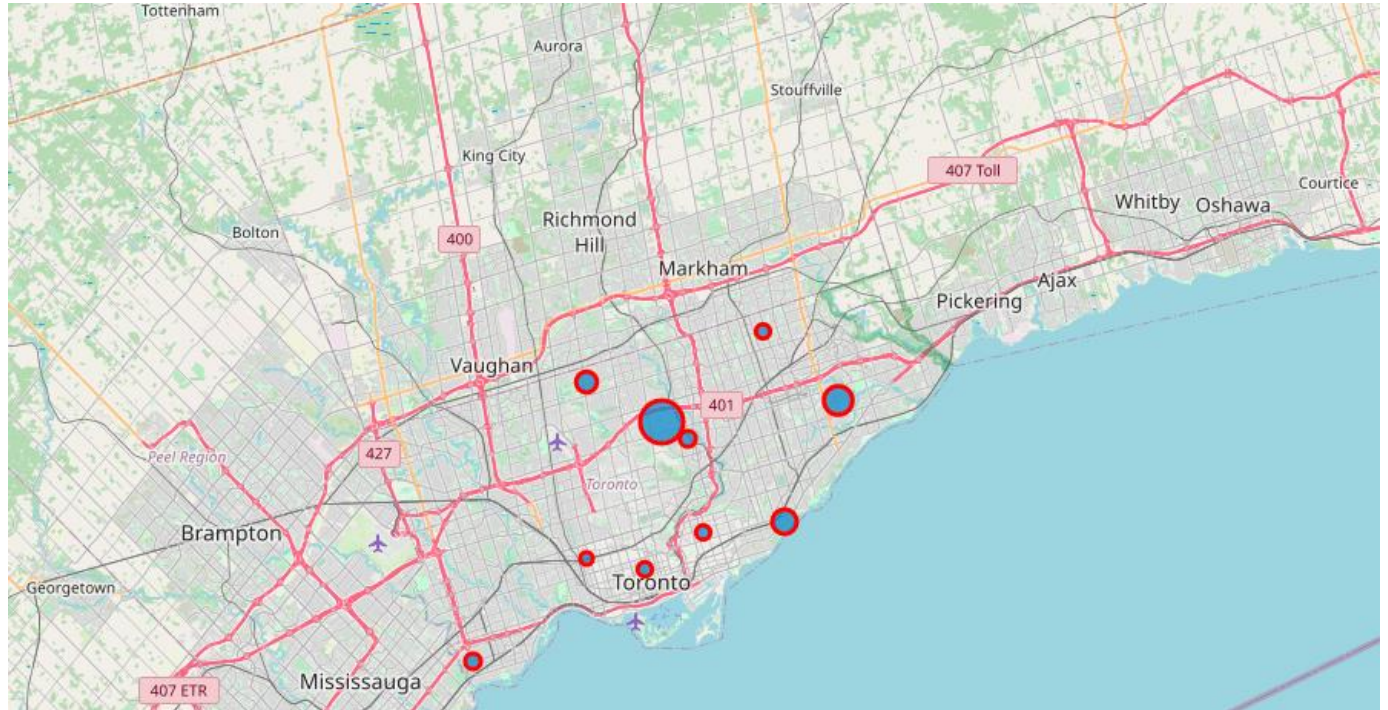 Tottenham
Aurora
Stouffville
King City
407 Toll
Courtice
Whitby
Oshawa
Richmond
Hill
Bolton
400
Markham
Ajax
Pickering
Vaughan
401
427
Peel Region
Toronto
Brampton
Georgetown
Toronto
Mississauga
407 ETR